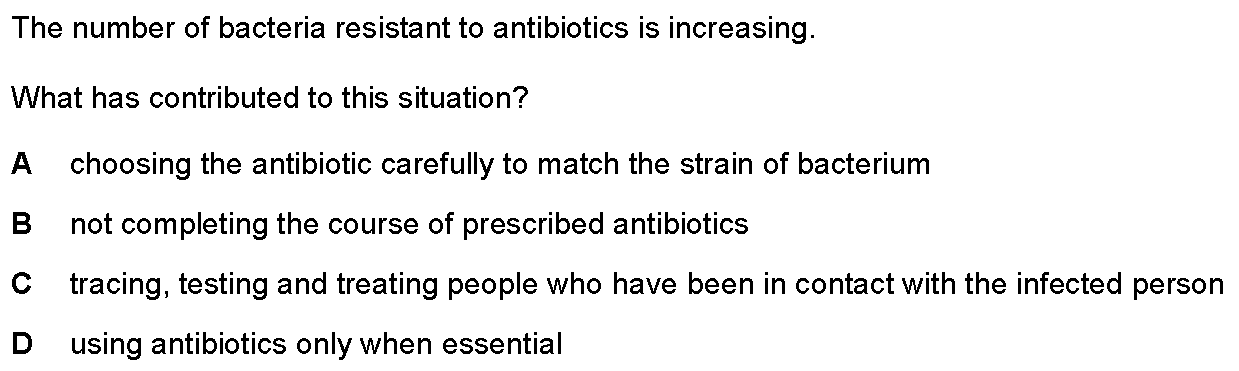 The number of bacteria resistant to antibiotics is increasing.
What has contributed to this situation?
A choosing the antibiotic carefully to match the strain of bacterium
B not completing the course of prescribed antibiotics
C tracing, testing and treating people who have been in contact with the infected person
D using antibiotics only when essential